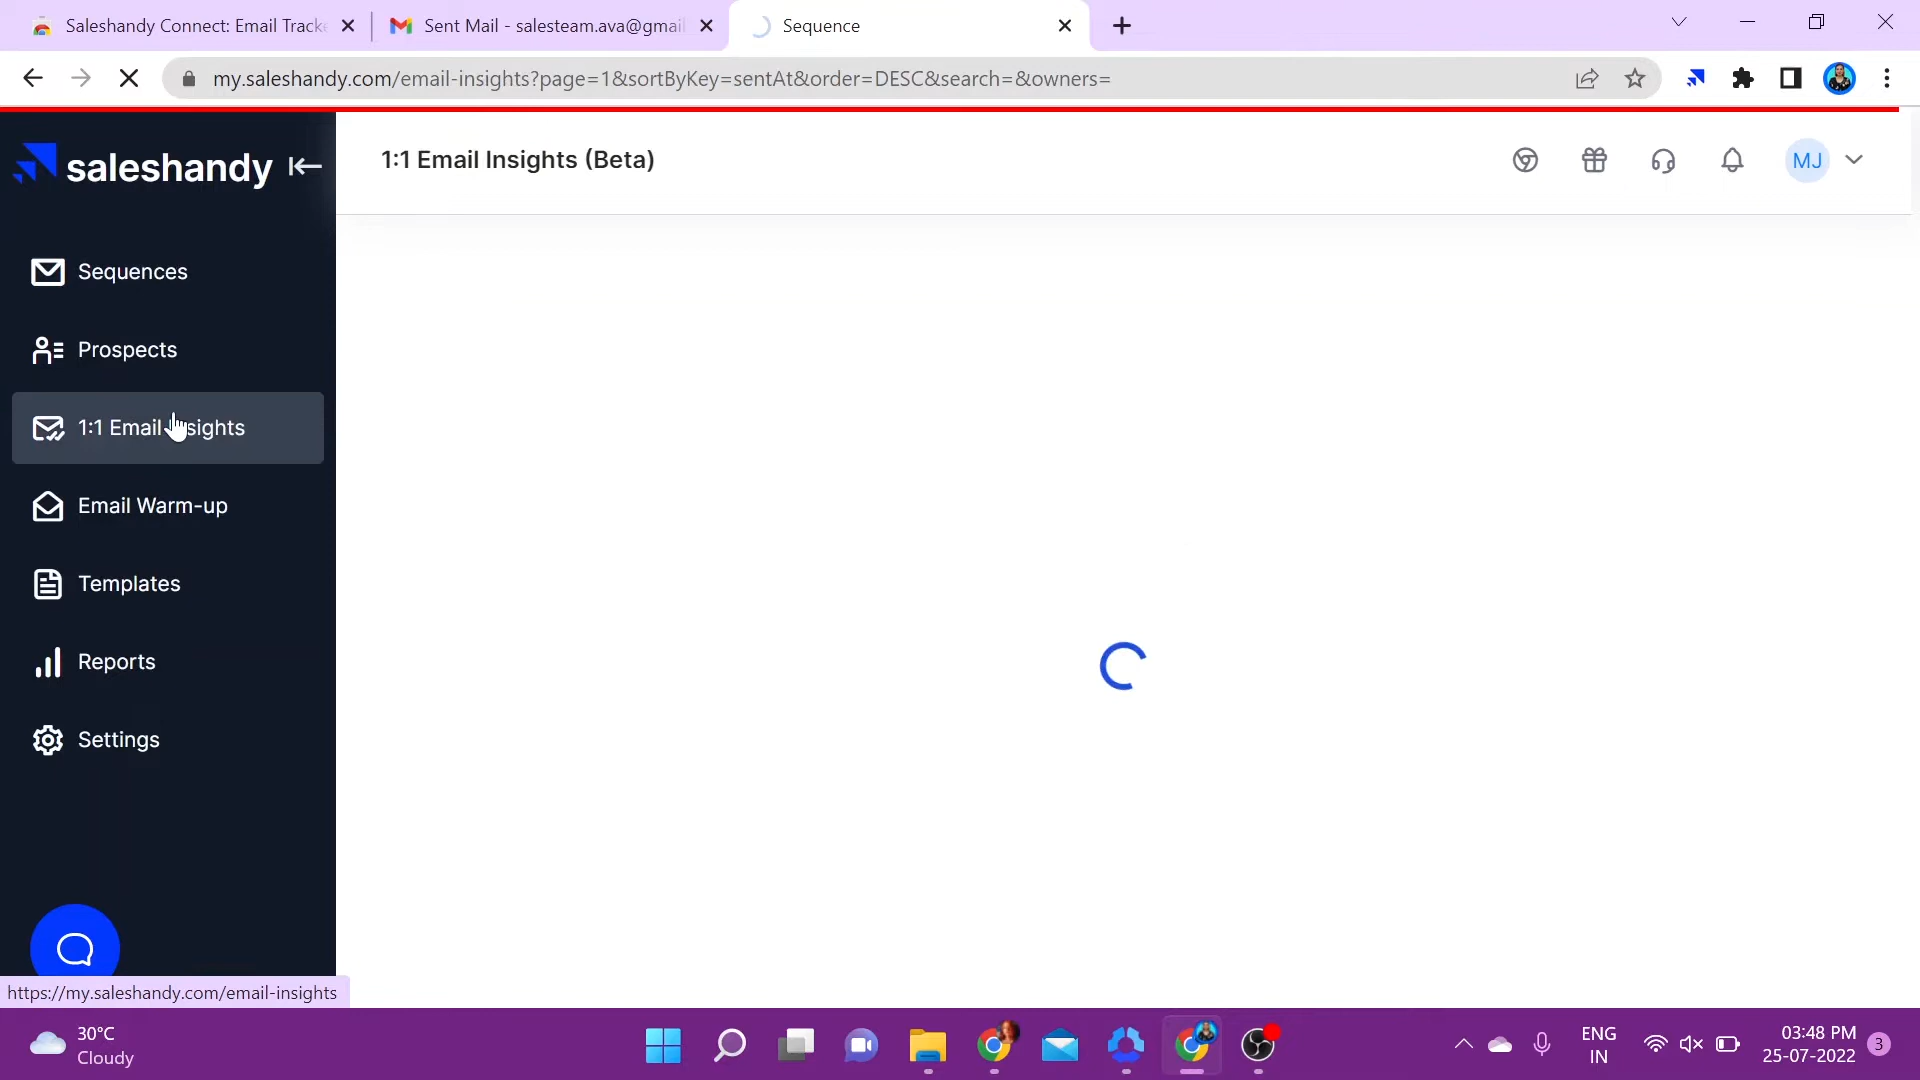 Saleshandy Connect: Email Tracke
Sent Mail - salesteam.ava@gmail
Sequence
my.saleshandy.com/email-insights?page=1&sortByKey=sentAt&order=DESC&search=&owners=
saleshandy
1:1 Email Insights (Beta)
MJ
Sequences
Prospects
1:1 Email Insights
Email Warm-up
Templates
Reports
Settings
https://my.saleshandy.com/email-insights
30°C
Cloudy
ENG
IN
03:48 PM
25-07-2022
3